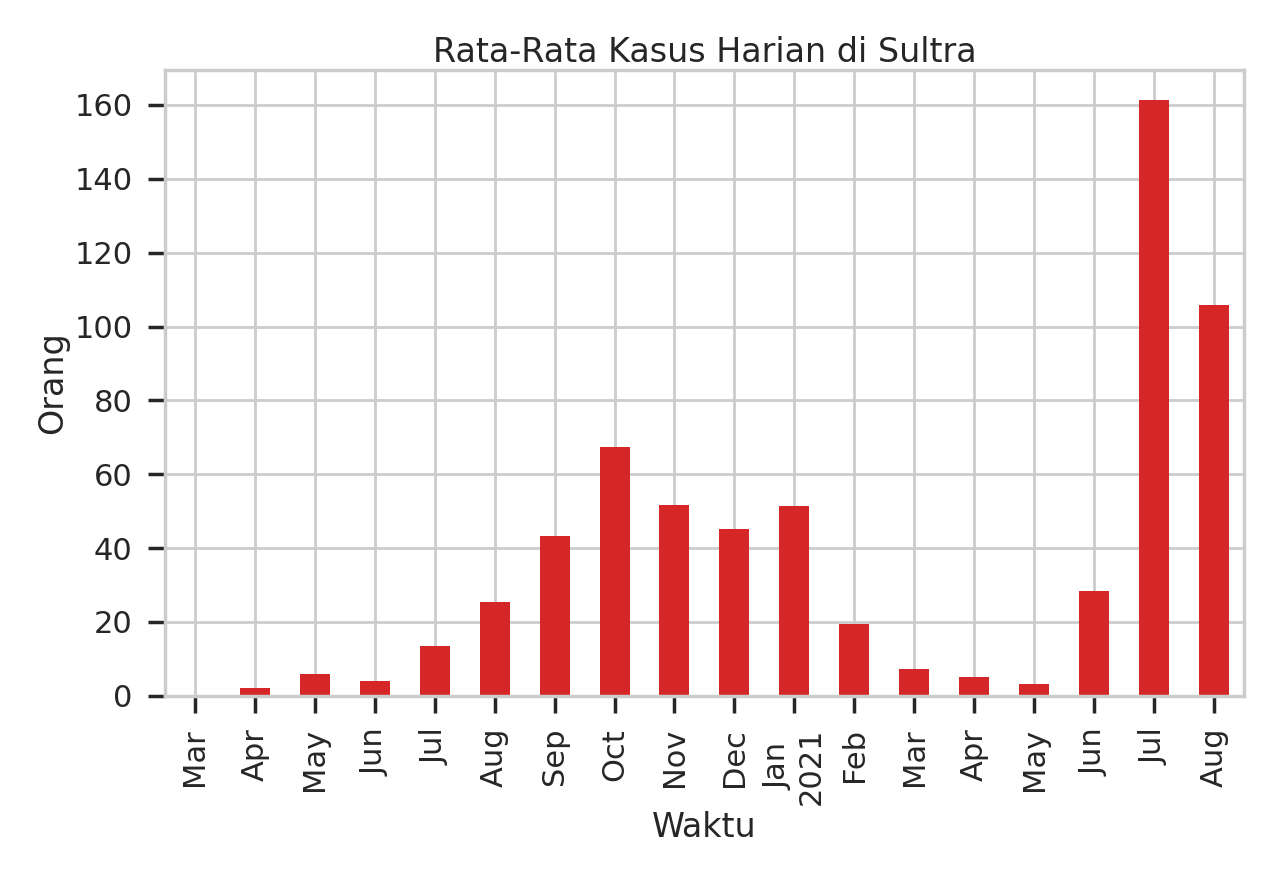 Rata-Rata Kasus Harian di Sultra
160
140
120
100
80
60
40
20
0
Orang
Mar
Apr
May
Jun
Jul
Aug
Sep
Oct
Nov
Dec
Jan
2021
Feb
Mar
Apr
May
Jun
Jul
Aug
Waktu